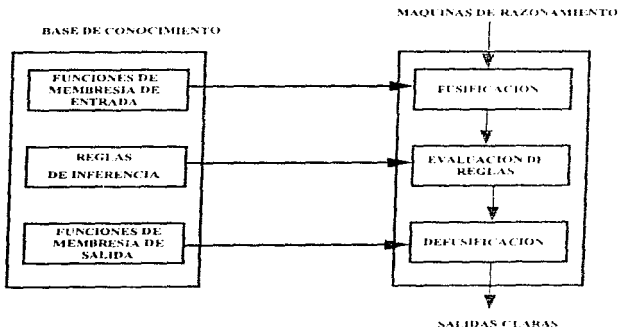 MAQUINAS DE RAZONAMIENTO
BASE DE CONOCIMIENTO
FUNCIONES DE
MEMBRESIA DE
ENTRADA
FUSIFICACION
REGLAS
DE INFERENCIA
EVALUACION DE
REGLAS
FUNCIONES DE
MEMBRESIA DE
SALIDA
DEFUSIFICACION
SALIDAS CLARAS